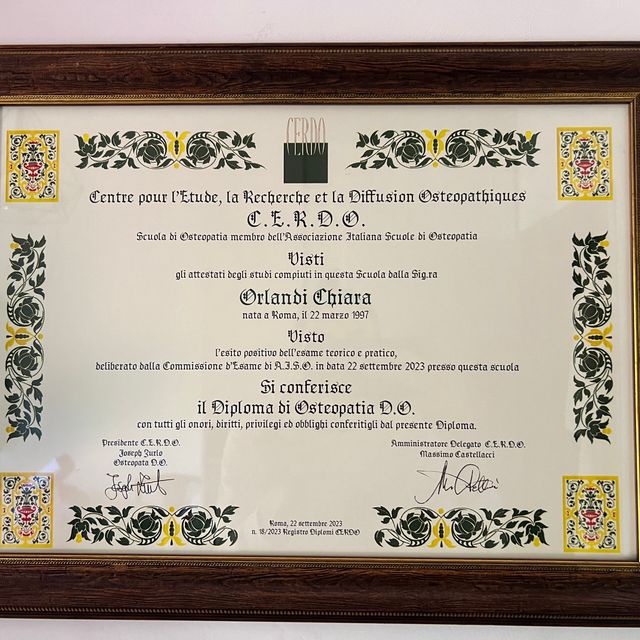 CERDO
Centre pour l'Etude, la Recherche et la Diffusion Osteopathiques
C.E.R.D.O.
Scuola di Osteopatia membro dell'Associazione Italiana Scuole di Osteopatia
Visti
gli attestati degli studi compiuti in questa Scuola dalla Sig.ra
Orlandi Chiara
nata a Roma, il 22 marzo 1997
Visto
l'esito positivo dell'esame teorico e pratico,
deliberato dalla Commissione d'Esame di A.I.S.O. in data 22 settembre 2023 presso questa scuola
Si conferisce
il Diploma di Osteopatia D.O.
con tutti gli onori, diritti, privilegi ed obblighi conferitigli dal presente Diploma.
Presidente C.E.R.D.O.
Joseph Zurlo
Osteopata D.O.
Amministratore Delegato C.E.R.D.O.
Massimo Castellacci
Roma, 22 settembre 2023
n. 18/2023 Registro Diplomi CERDO